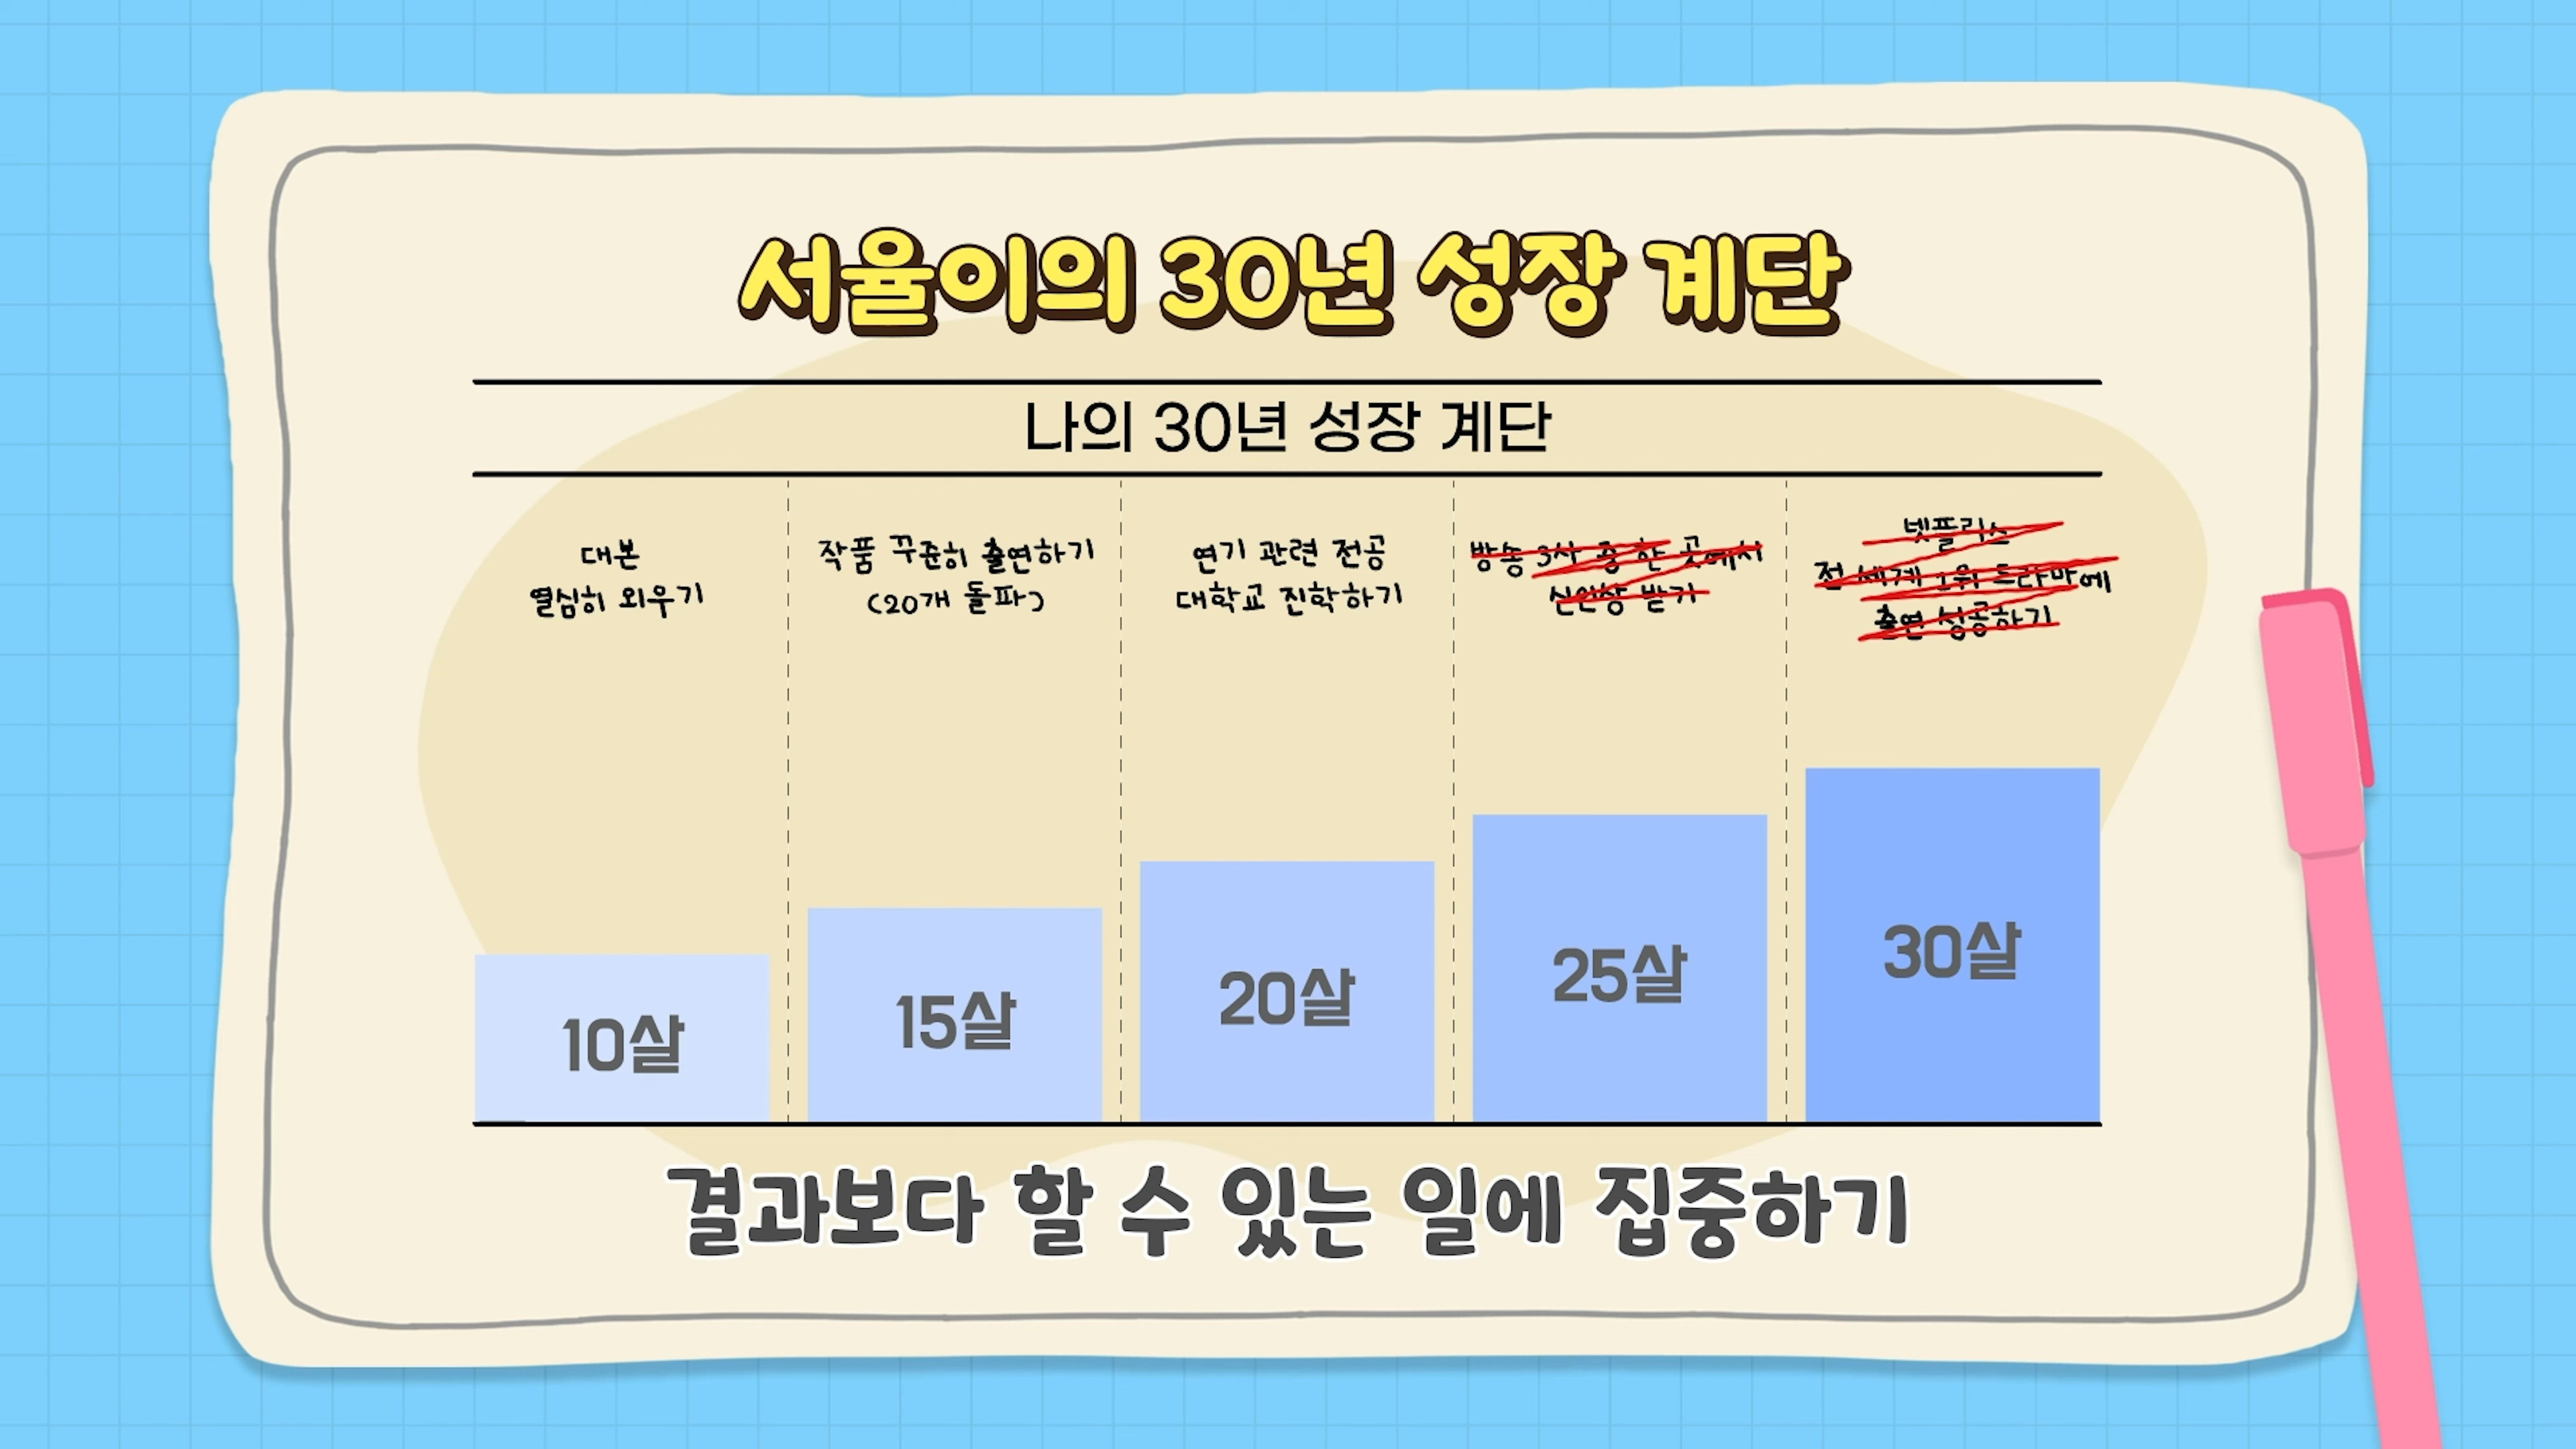 서율이의 30년 성장 계단
나의 30년 성장 계단
대본
열심히 외우기
작품 꾸준히 출연하기
(20개 돌파)
연기 관련 전공
대학교 진학하기
방송 3사 중 한 곳에서
신인상 받기
넷플릭스
전 세계 1위 드라마에
출연 성공하기
10살
15살
20살
25살
30살
결과보다 할 수 있는 일에 집중하기